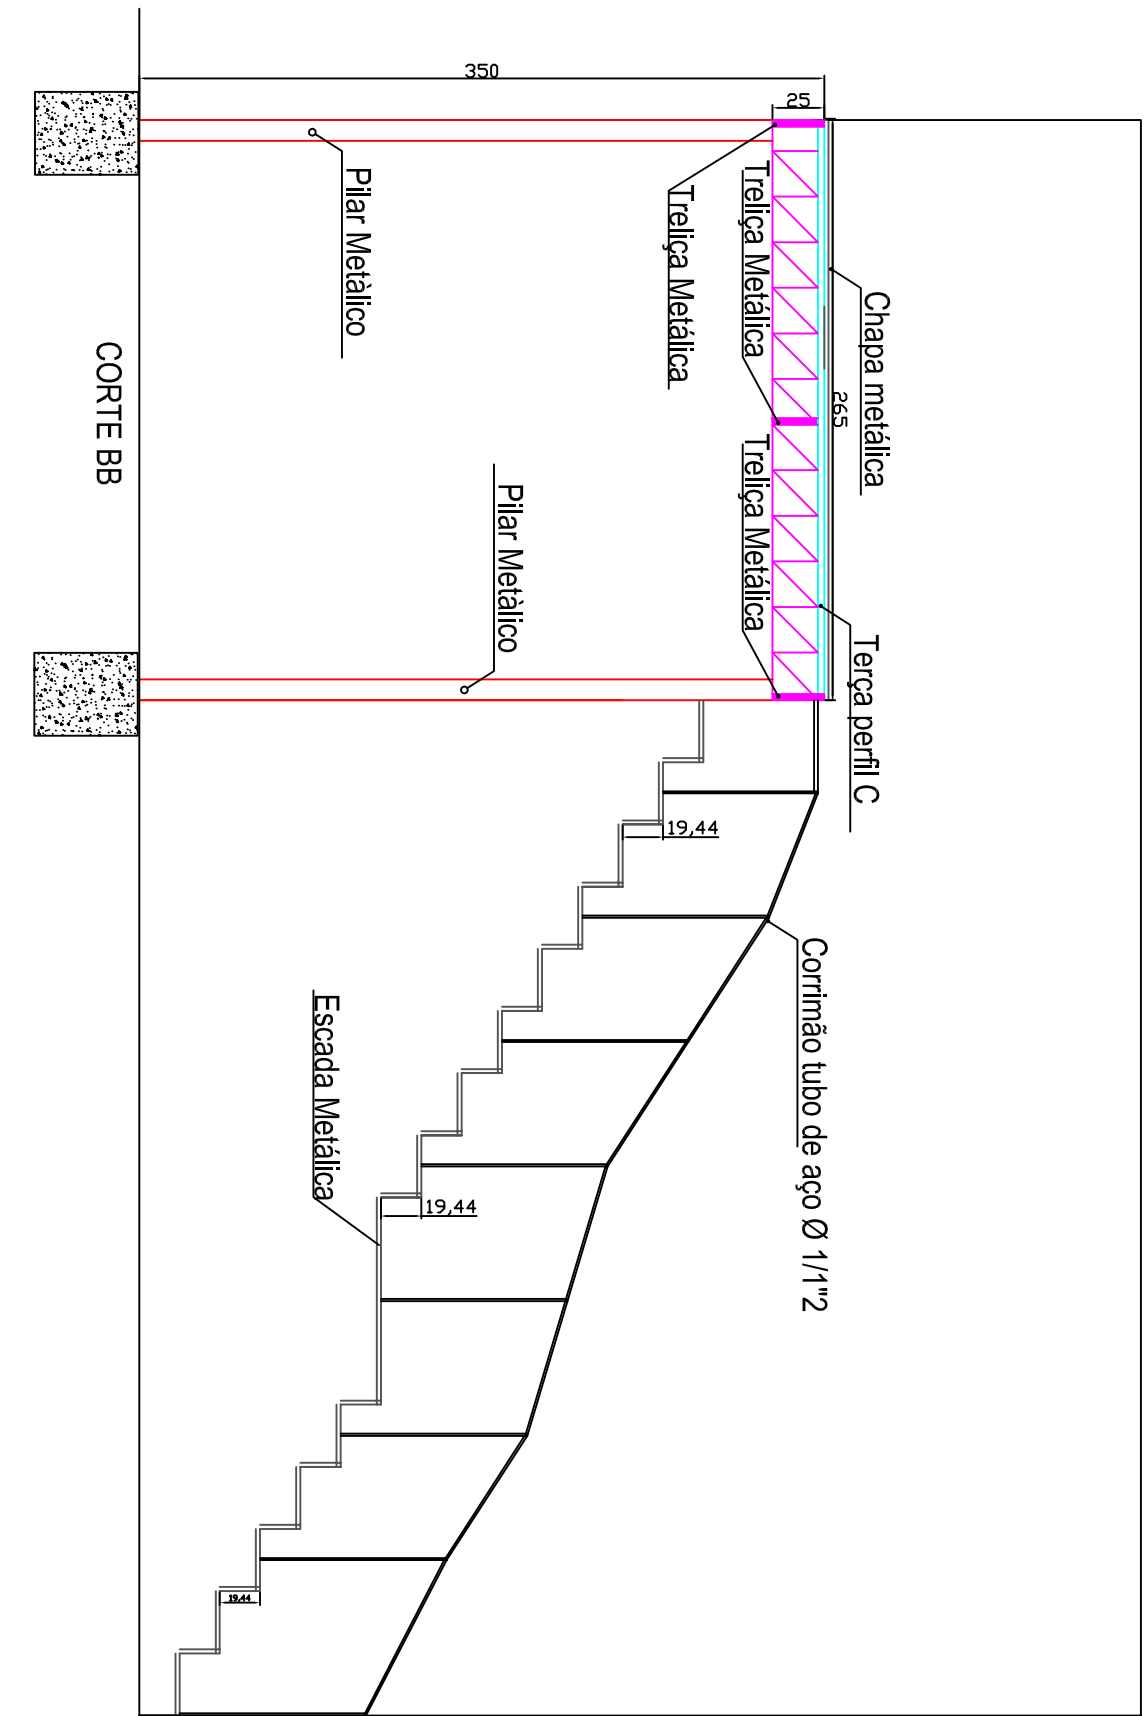 350
25
Pilar Metàlico
Treliça Metálica
Treliça Metálica
Chapa metálica
265
Treliça Metálica
Pilar Metàlico
Terça perfil C
CORTE BB
19,44
Corrimão tubo de aço Ø 1/1"2
Escada Metálica
19,44
19,44